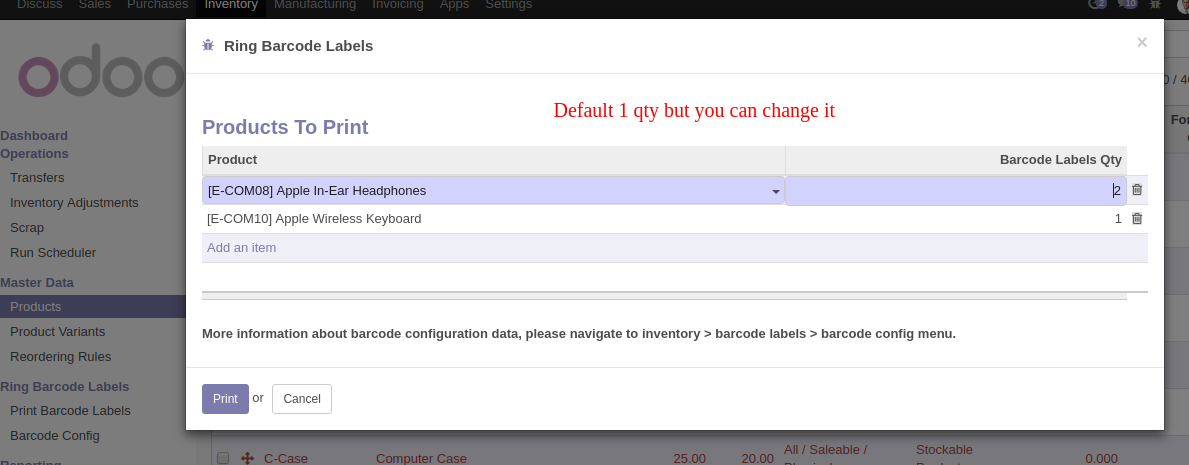 Discuss Sales Purchases Inventory Manufacturing Invoicing Apps Settings 2 10
odoo
Ring Barcode Labels ×
Default 1 qty but you can change it
Products To Print
Product Barcode Labels Qty
[E-COM08] Apple In-Ear Headphones 2
[E-COM10] Apple Wireless Keyboard 1
Add an item
More information about barcode configuration data, please navigate to inventory > barcode labels > barcode config menu.
Print or Cancel
Dashboard
Operations
Transfers
Inventory Adjustments
Scrap
Run Scheduler
Master Data
Products
Product Variants
Reordering Rules
Ring Barcode Labels
Print Barcode Labels
Barcode Config
Reporting
C-Case Computer Case 25.00 20.00 All / Saleable / Stockable 0.000